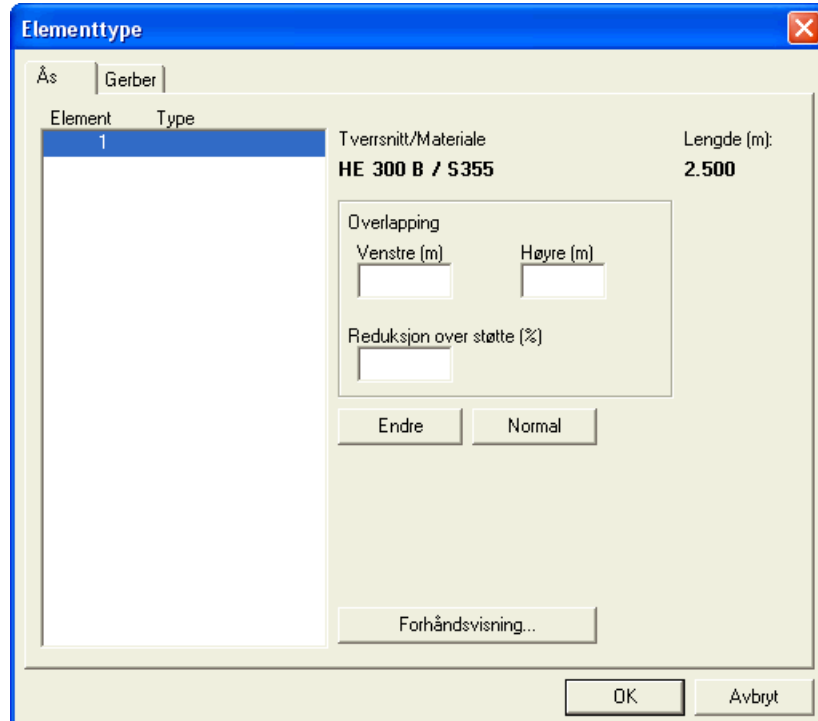 Elementtype
Ås Gerber
Element Type
1
Tverrsnitt/Materiale Lengde (m):
HE 300 B / S355 2.500
Overlapping
Venstre (m) Høyre (m)
Reduksjon over støtte (%)
Endre Normal
Forhåndsvisning...
OK Avbryt